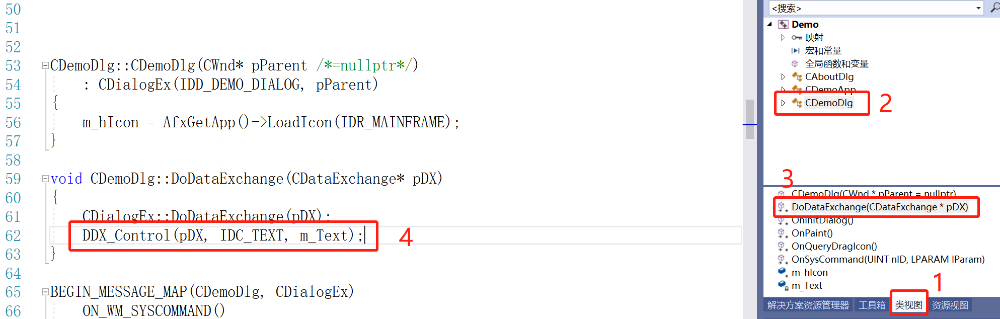 50
51
52
53 CDemoDlg::CDemoDlg(CWnd* pParent /*=nullptr*/)
54 : CDialogEx(IDD_DEMO_DIALOG, pParent)
55 {
56 m_hIcon = AfxGetApp()->LoadIcon(IDR_MAINFRAME);
57 }
58
59 void CDemoDlg::DoDataExchange(CDataExchange* pDX)
60 {
61 CDialogEx::DoDataExchange(pDX);
62 DDX_Control(pDX, IDC_TEXT, m_Text);
4
63 }
64
65 BEGIN_MESSAGE_MAP(CDemoDlg, CDialogEx)
66 ON_WM_SYSCOMMAND()
<搜索>
Demo
映射
宏和常量
全局函数和变量
CAboutDlg
CDemoApp
CDemoDlg
2
3
CDemoDlg(CWnd * pParent = nullptr)
DoDataExchange(CDataExchange * pDX)
OnInitDialog()
OnPaint()
OnQueryDragIcon()
OnSysCommand(UINT nID, LPARAM lParam)
m_hIcon
m_Text
1
解决方案资源管理器 工具箱 类视图 资源视图